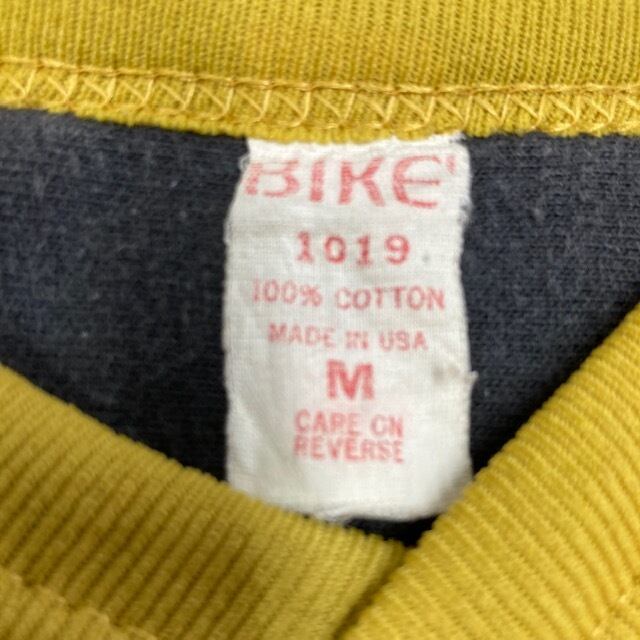 BIKE
1019
100% COTTON
MADE IN USA
M
CARE ON
REVERSE